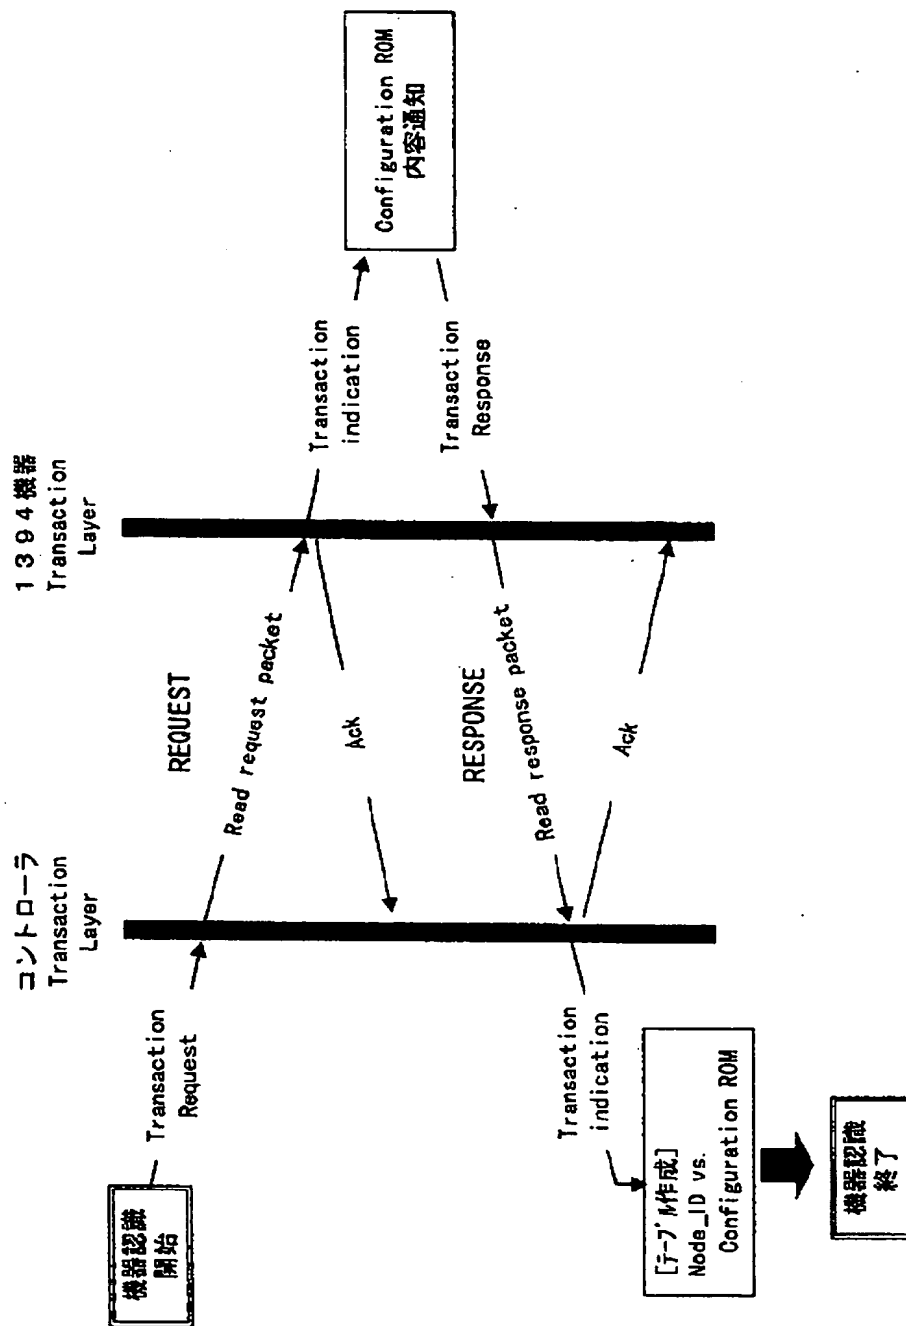 コントローラ
Transaction
Layer
1394機器
Transaction
Layer
機器認識
開始
Transaction
Request
REQUEST
Read request packet
Transaction
indication
Configuration ROM
内容通知
Ack
Transaction
Response
RESPONSE
Read response packet
Transaction
indication
Ack
[テーブル作成]
Node_ID vs.
Configuration ROM
機器認識
終了